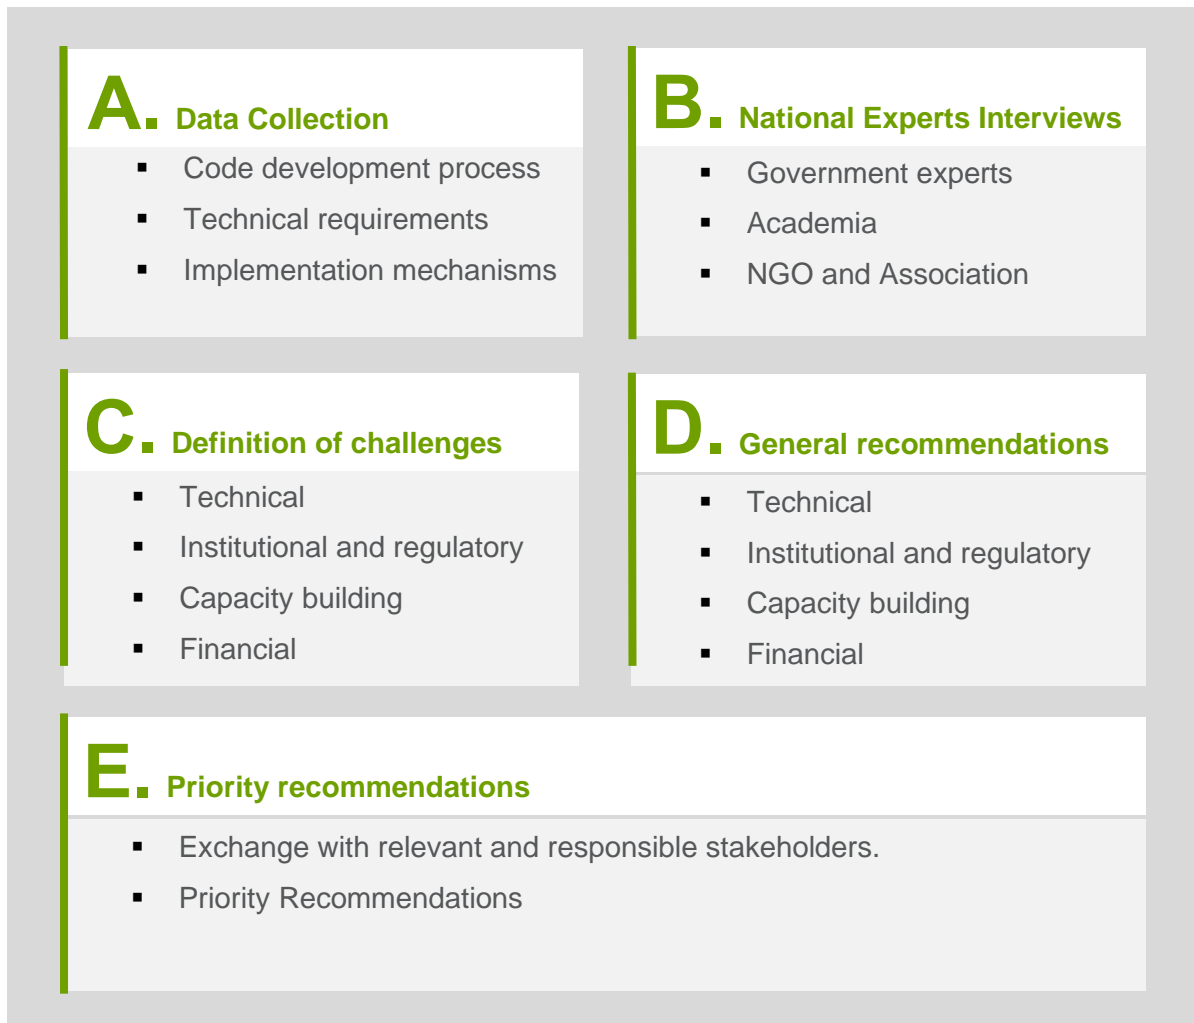 A. Data Collection
▪ Code development process
▪ Technical requirements
▪ Implementation mechanisms
B. National Experts Interviews
▪ Government experts
▪ Academia
▪ NGO and Association
C. Definition of challenges
▪ Technical
▪ Institutional and regulatory
▪ Capacity building
▪ Financial
D. General recommendations
▪ Technical
▪ Institutional and regulatory
▪ Capacity building
▪ Financial
E. Priority recommendations
▪ Exchange with relevant and responsible stakeholders.
▪ Priority Recommendations